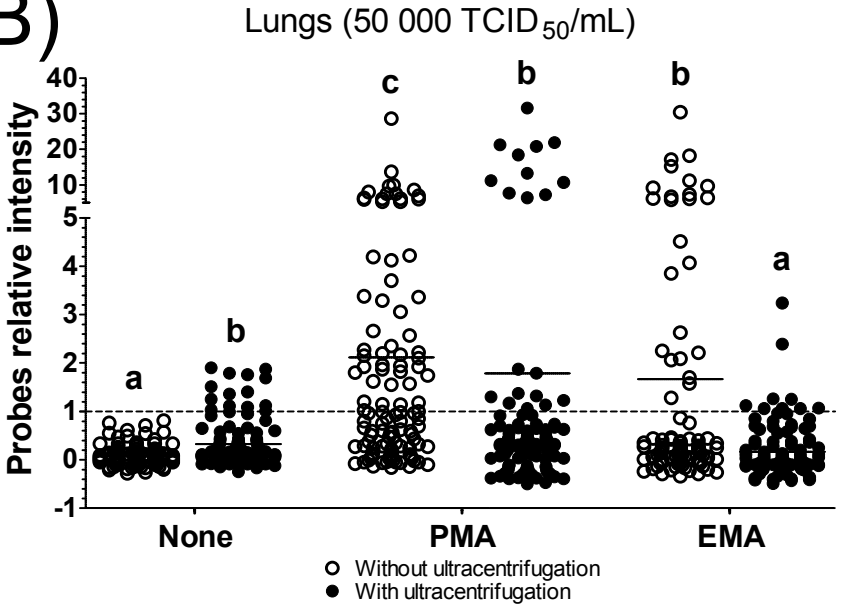 B)
Lungs (50 000 TCID50/mL)
Probes relative intensity
40
30
20
10
5
4
3
2
1
0
-1
a
b
c
b
b
a
None PMA EMA
Without ultracentrifugation
With ultracentrifugation